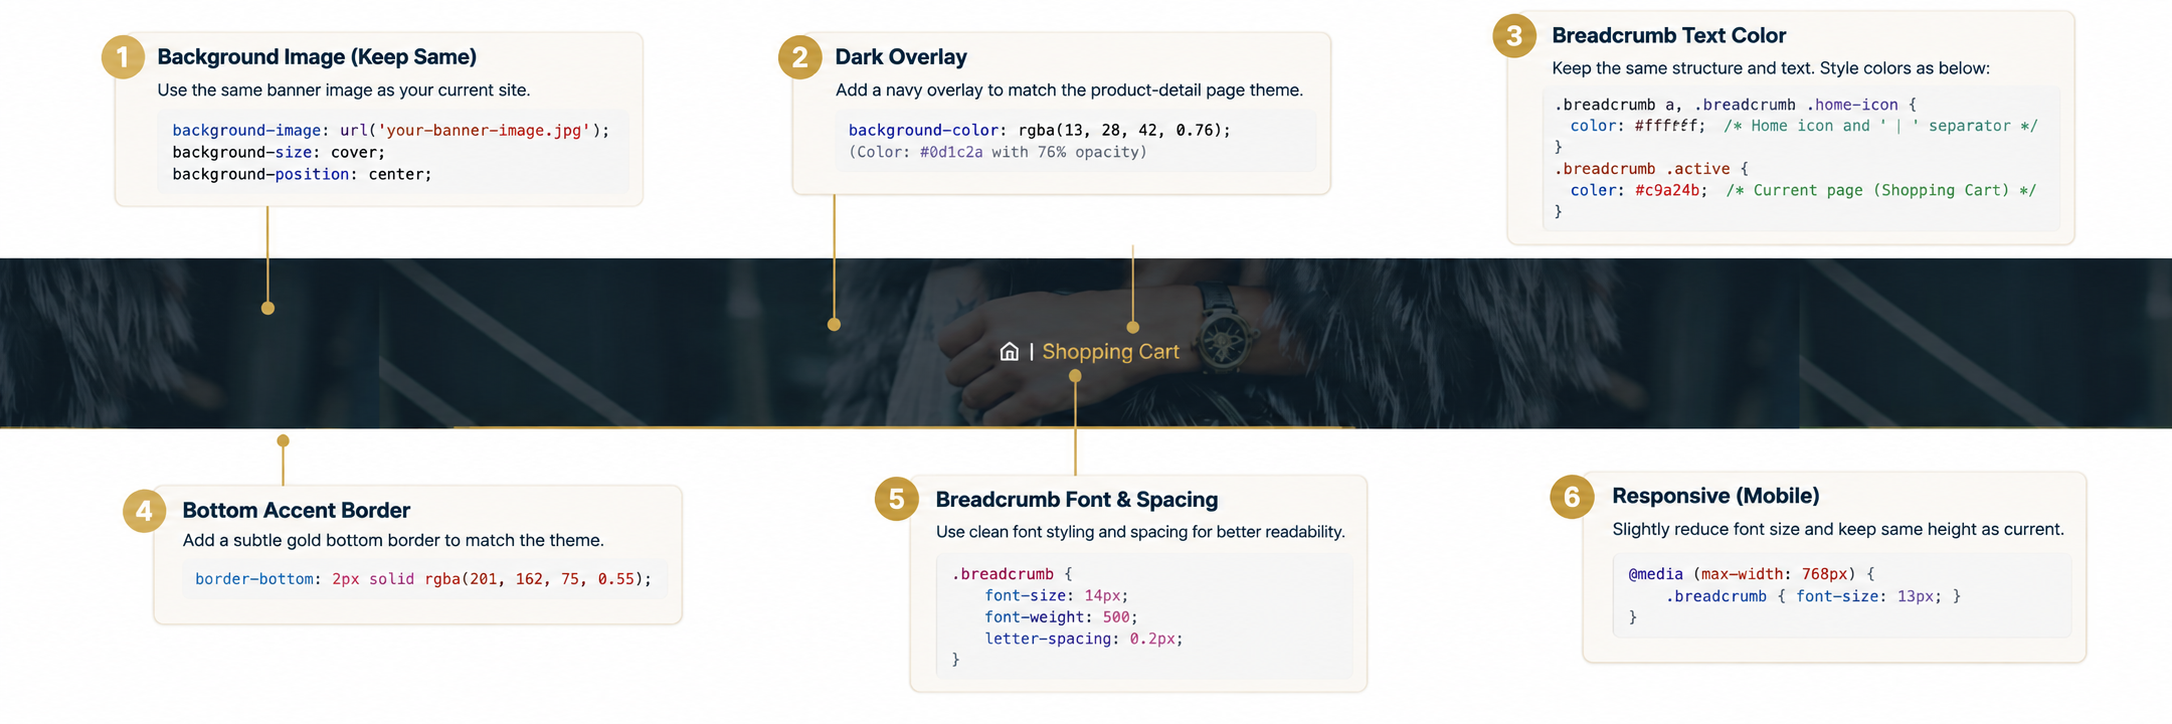 1
Background Image (Keep Same)
Use the same banner image as your current site.
background-image: url('your-banner-image.jpg');
background-size: cover;
background-position: center;
2
Dark Overlay
Add a navy overlay to match the product-detail page theme.
background-color: rgba(13, 28, 42, 0.76);
(Color: #0d1c2a with 76% opacity)
3
Breadcrumb Text Color
Keep the same structure and text. Style colors as below:
.breadcrumb a, .breadcrumb .home-icon {
color: #ffffff; /* Home icon and ' | ' separator */
}
.breadcrumb .active {
coler: #c9a24b; /* Current page (Shopping Cart) */
}
| Shopping Cart
4
Bottom Accent Border
Add a subtle gold bottom border to match the theme.
border-bottom: 2px solid rgba(201, 162, 75, 0.55);
5
Breadcrumb Font & Spacing
Use clean font styling and spacing for better readability.
.breadcrumb {
font-size: 14px;
font-weight: 500;
letter-spacing: 0.2px;
}
6
Responsive (Mobile)
Slightly reduce font size and keep same height as current.
@media (max-width: 768px) {
.breadcrumb { font-size: 13px; }
}